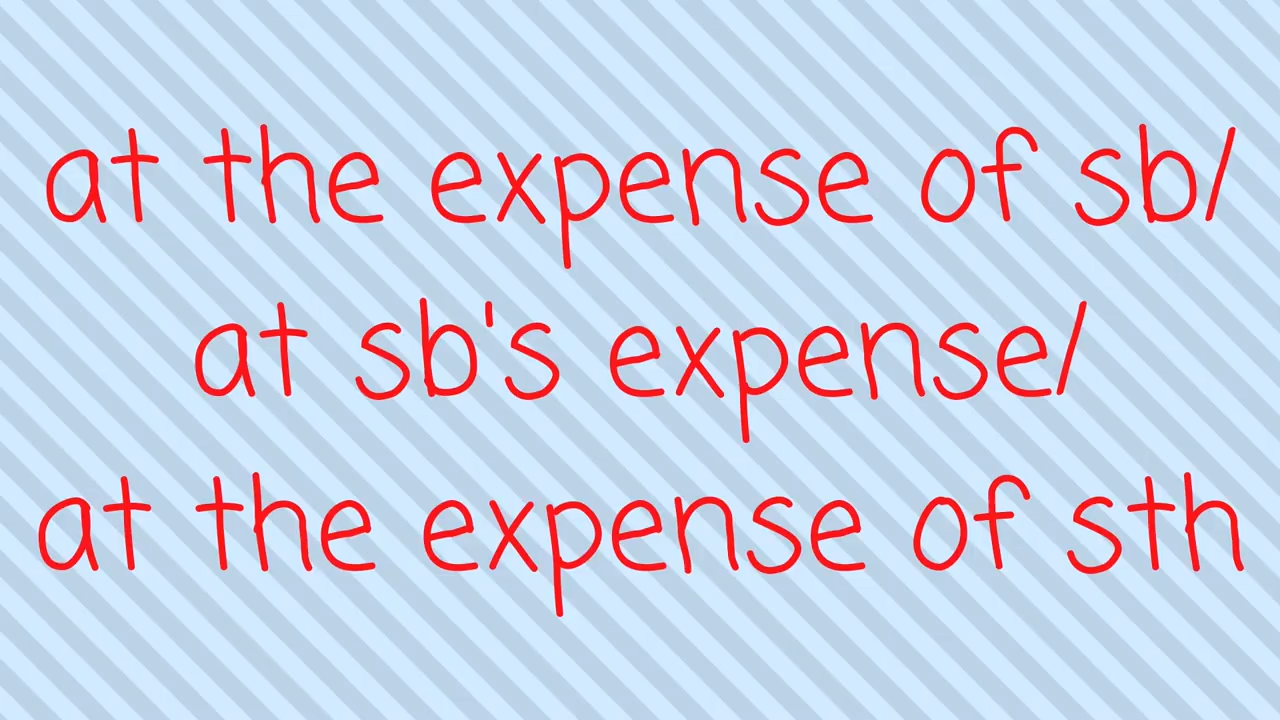 at the expense of sb/
at sb's expense/
at the expense of sth